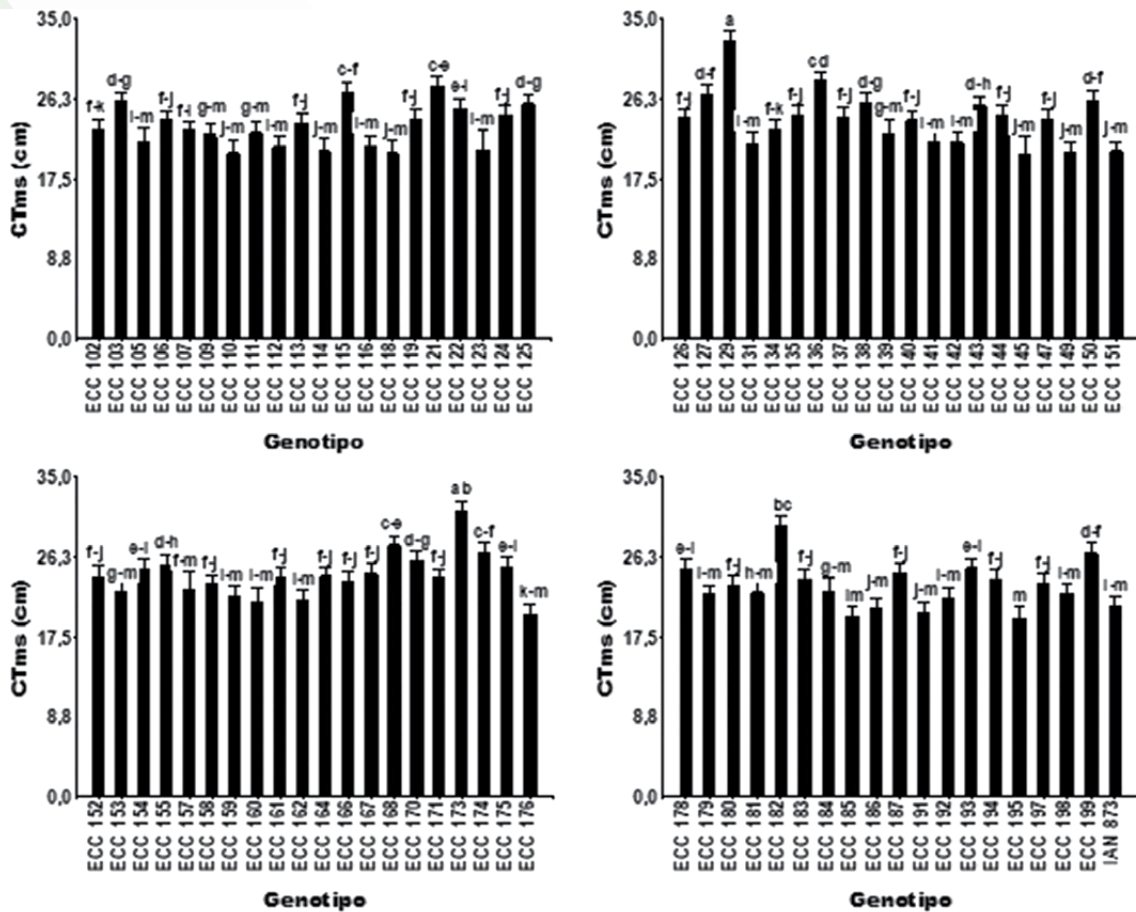 CTms (cm)
35,0
26,3
17,5
8,8
0,0
f-k d-g i-m f-j f-i g-m j-m g-m i-m f-j j-m c-f i-m j-m f-j c-e e-i i-m f-j d-g
ECC 102
ECC 103
ECC 105
ECC 106
ECC 107
ECC 109
ECC 110
ECC 111
ECC 112
ECC 113
ECC 114
ECC 115
ECC 116
ECC 118
ECC 119
ECC 121
ECC 122
ECC 123
ECC 124
ECC 125
Genotipo
CTms (cm)
35,0
26,3
17,5
8,8
0,0
f-j d-f a i-m f-k f-j cd f-j d-g g-m f-j i-m i-m d-h f-j j-m f-j j-m d-f j-m
ECC 126
ECC 127
ECC 129
ECC 131
ECC 134
ECC 135
ECC 136
ECC 137
ECC 138
ECC 139
ECC 140
ECC 141
ECC 142
ECC 143
ECC 144
ECC 145
ECC 147
ECC 149
ECC 150
ECC 151
Genotipo
CTms (cm)
35,0
26,3
17,5
8,8
0,0
f-j g-m e-i d-h f-m f-j i-m i-m f-j i-m f-j f-j f-j c-e d-g f-j ab c-f e-i k-m
ECC 152
ECC 153
ECC 154
ECC 155
ECC 157
ECC 158
ECC 159
ECC 160
ECC 161
ECC 162
ECC 164
ECC 166
ECC 167
ECC 168
ECC 170
ECC 171
ECC 173
ECC 174
ECC 175
ECC 176
Genotipo
CTms (cm)
35,0
26,3
17,5
8,8
0,0
e-i i-m f-j h-m bc f-j g-m lm j-m f-j j-m i-m e-i f-j m f-j i-m d-f i-m
ECC 178
ECC 179
ECC 180
ECC 181
ECC 182
ECC 183
ECC 184
ECC 185
ECC 186
ECC 187
ECC 191
ECC 192
ECC 193
ECC 194
ECC 195
ECC 197
ECC 198
ECC 199
IAN 873
Genotipo